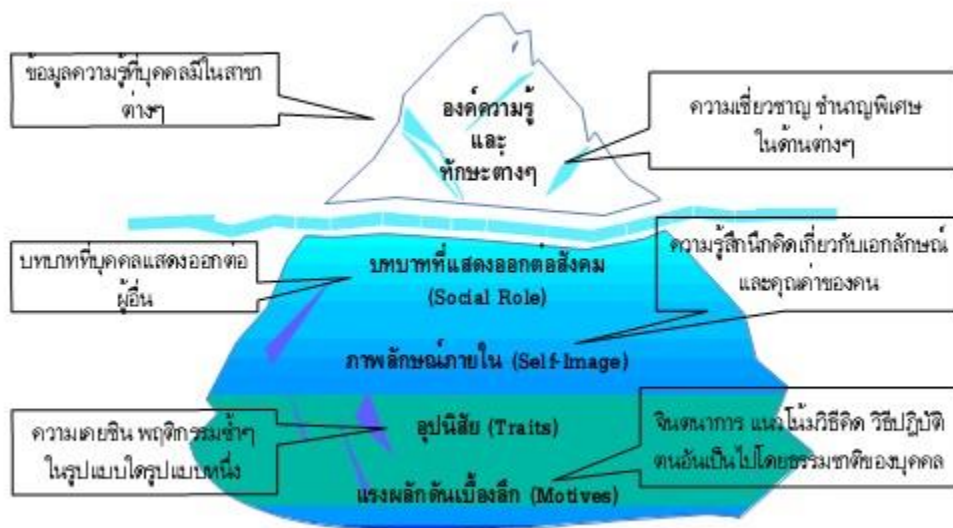 ข้อมูลความรู้ที่บุคคลมีในสาขา
ต่างๆ
องค์ความรู้
และ
ทักษะต่างๆ
ความเชี่ยวชาญ ชำนาญพิเศษ
ในด้านต่างๆ
บทบาทที่บุคคลแสดงออกต่อ
ผู้อื่น
บทบาทที่แสดงออกต่อสังคม
(Social Role)
ความรู้สึกนึกคิดเกี่ยวกับเอกลักษณ์
และคุณค่าของคน
ภาพลักษณ์ภายใน (Self-Image)
ความเคยชิน พฤติกรรมซ้ำๆ
ในรูปแบบใดรูปแบบหนึ่ง
อุปนิสัย (Traits)
จินตนาการ แนวโน้มวิธีคิด วิธีปฏิบัติ
ตนอันเป็นไปโดยธรรมชาติของบุคคล
แรงผลักดันเบื้องลึก (Motives)